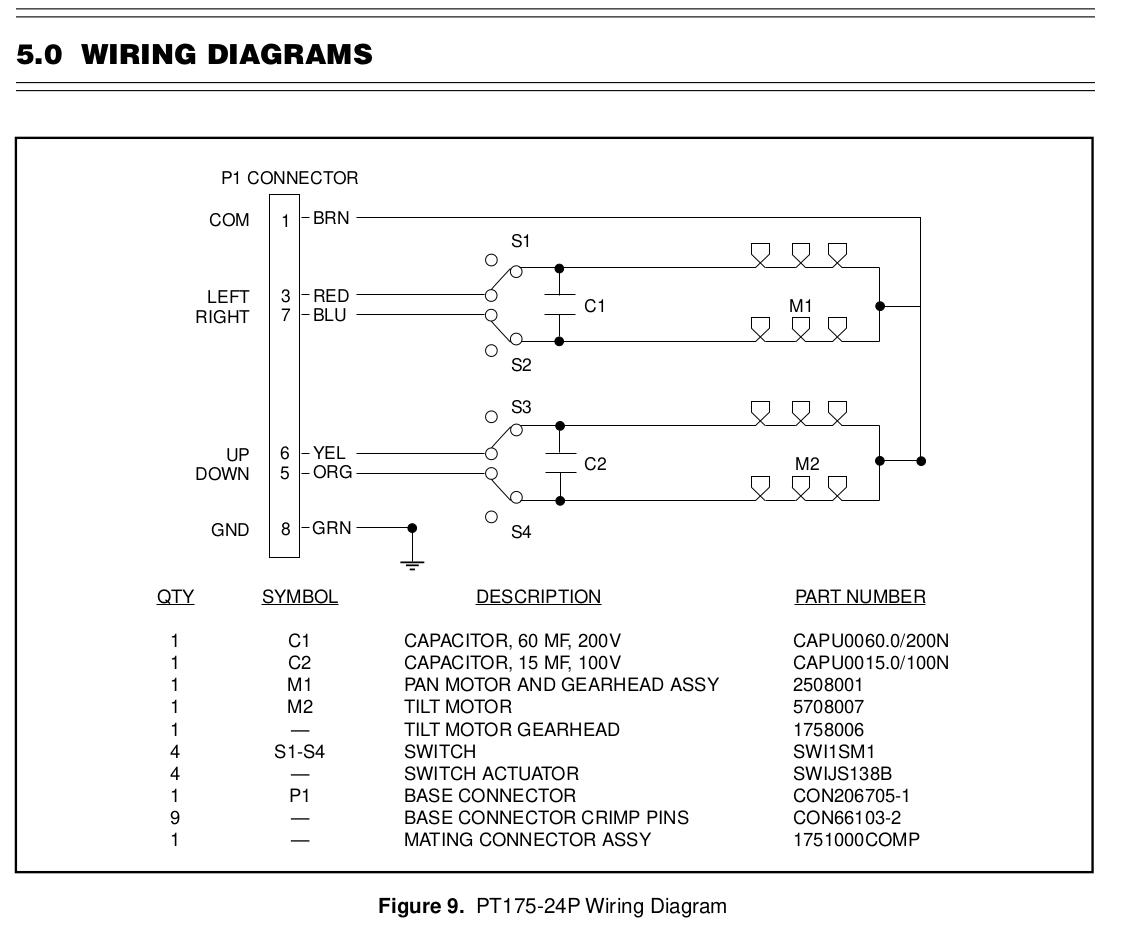 5.0 WIRING DIAGRAMS
P1 CONNECTOR
COM 1 BRN
S1
LEFT 3 RED
C1 M1
RIGHT 7 BLU
S2
S3
UP 6 YEL
C2 M2
DOWN 5 ORG
GND 8 GRN
S4
QTY SYMBOL DESCRIPTION PART NUMBER
1 C1 CAPACITOR, 60 MF, 200V CAPU0060.0/200N
1 C2 CAPACITOR, 15 MF, 100V CAPU0015.0/100N
1 M1 PAN MOTOR AND GEARHEAD ASSY 2508001
1 M2 TILT MOTOR 5708007
1 — TILT MOTOR GEARHEAD 1758006
4 S1-S4 SWITCH SWI1SM1
4 — SWITCH ACTUATOR SWIJS138B
1 P1 BASE CONNECTOR CON206705-1
9 — BASE CONNECTOR CRIMP PINS CON66103-2
1 — MATING CONNECTOR ASSY 1751000COMP
Figure 9. PT175-24P Wiring Diagram